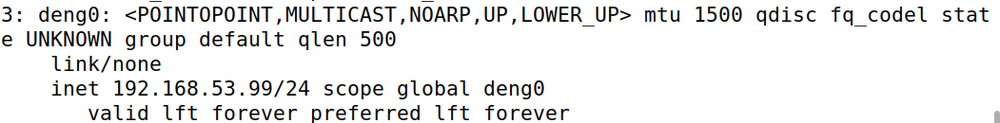 3: deng0: <POINTOPOINT,MULTICAST,NOARP,UP,LOWER_UP> mtu 1500 qdisc fq_codel stat
e UNKNOWN group default qlen 500
    link/none
    inet 192.168.53.99/24 scope global deng0
       valid lft forever preferred lft forever